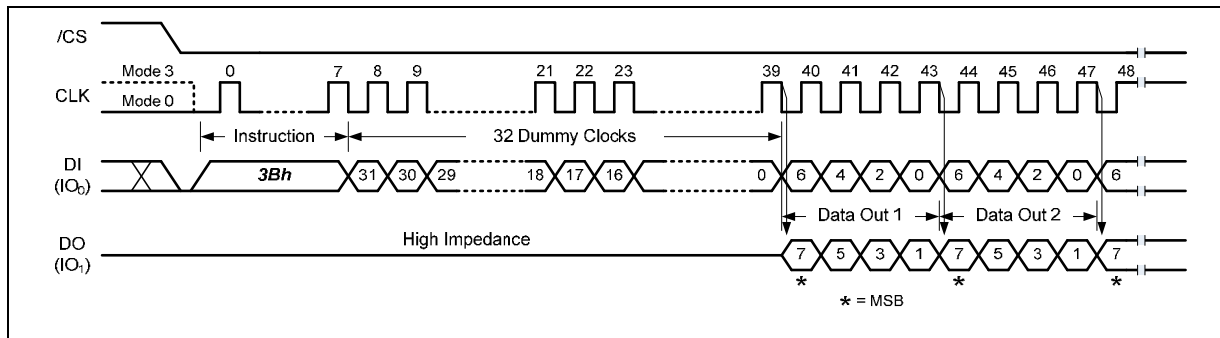 /CS
Mode 3 0 7 8 9 21 22 23 39 40 41 42 43 44 45 46 47 48
CLK Mode 0
Instruction 32 Dummy Clocks
DI
(IO0) 3Bh 31 30 29 18 17 16 0 6 4 2 0 6 4 2 0 6
Data Out 1 Data Out 2
DO High Impedance
(IO1) 7 5 3 1 7 5 3 1 7
* * *
* = MSB